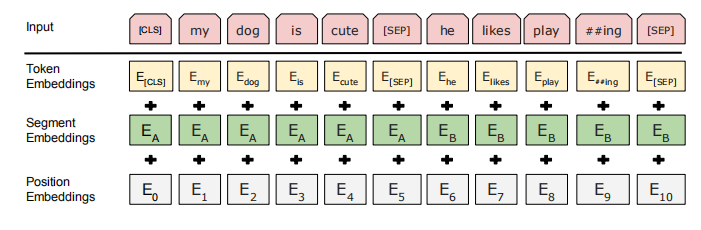 Input [CLS] my dog is cute [SEP] he likes play ##ing [SEP]
Token Embeddings E[CLS] Emy Edog Eis Ecute E[SEP] Ehe Elikes Eplay E##ing E[SEP]
+ + + + + + + + + + +
Segment Embeddings EA EA EA EA EA EA EB EB EB EB EB
+ + + + + + + + + + +
Position Embeddings E0 E1 E2 E3 E4 E5 E6 E7 E8 E9 E10